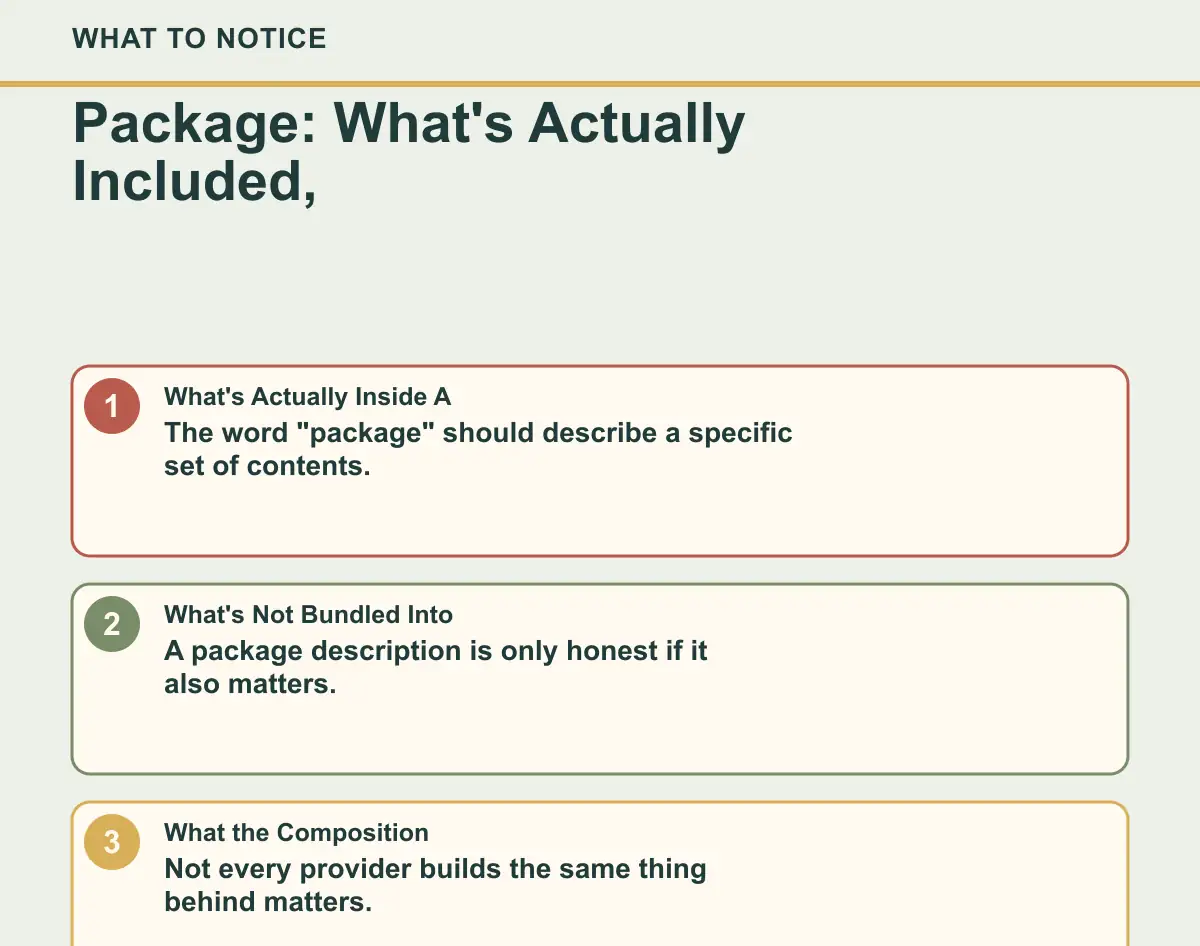 WHAT TO NOTICE
Package: What's Actually
Included,
1
What's Actually Inside A
The word "package" should describe a specific
set of contents.
2
What's Not Bundled Into
A package description is only honest if it
also matters.
3
What the Composition
Not every provider builds the same thing
behind matters.